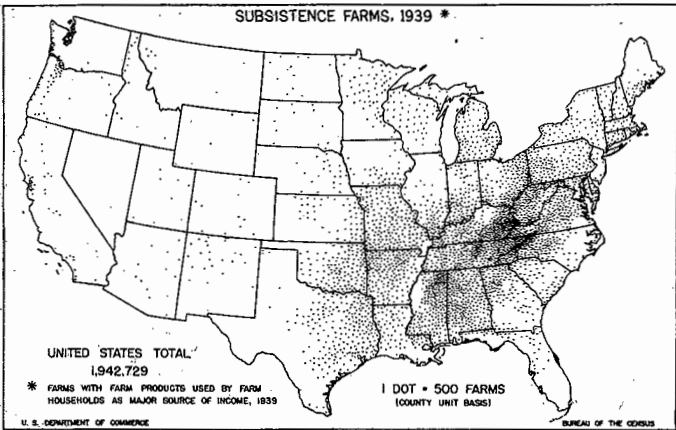 SUBSISTENCE FARMS, 1939 *
UNITED STATES TOTAL
1,942,729
* FARMS WITH FARM PRODUCTS USED BY FARM
HOUSEHOLDS AS MAJOR SOURCE OF INCOME, 1939
1 DOT = 500 FARMS
(COUNTY UNIT BASIS)
U. S. DEPARTMENT OF COMMERCE
BUREAU OF THE CENSUS